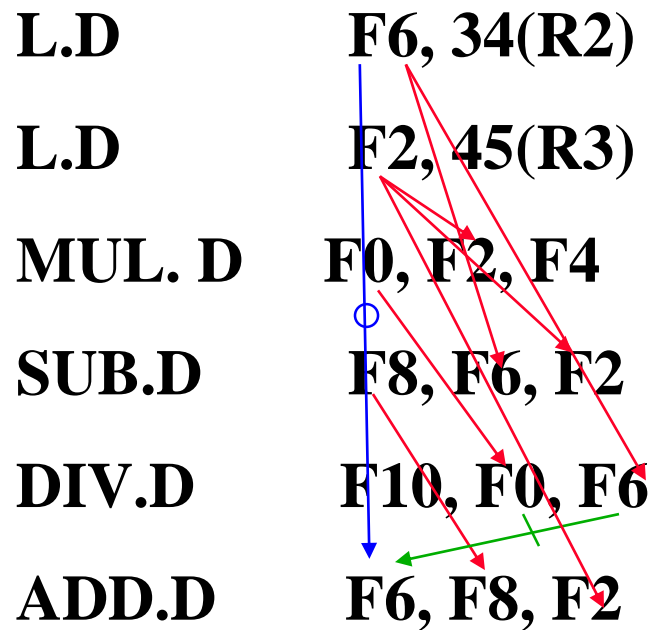 L.D F6, 34(R2)
L.D F2, 45(R3)
MUL. D F0, F2, F4
SUB.D F8, F6, F2
DIV.D F10, F0, F6
ADD.D F6, F8, F2